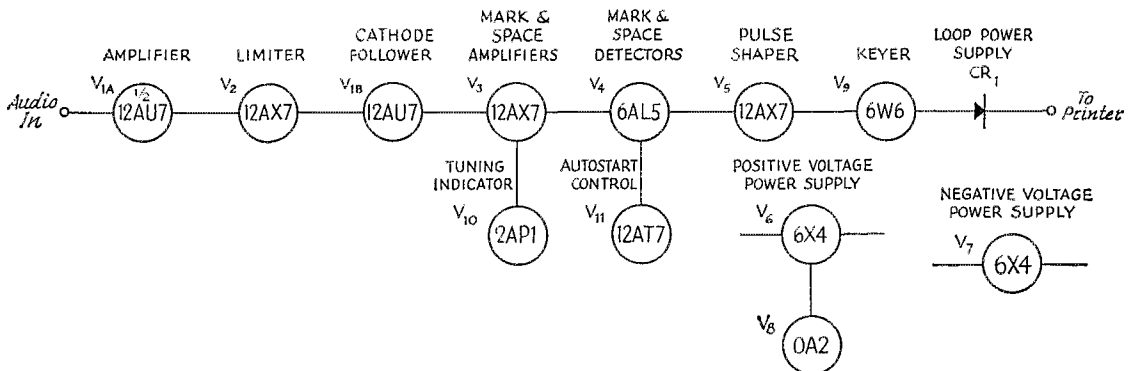 AMPLIFIER
V1A
1/2
12AU7
Audio
In
LIMITER
V2
12AX7
CATHODE
FOLLOWER
V1B
12AU7
MARK &
SPACE
AMPLIFIERS
V3
12AX7
MARK &
SPACE
DETECTORS
V4
6AL5
PULSE
SHAPER
V5
12AX7
KEYER
V9
6W6
LOOP POWER
SUPPLY
CR1
To
Printer
TUNING
INDICATOR
V10
2AP1
AUTOSTART
CONTROL
V11
12AT7
POSITIVE VOLTAGE
POWER SUPPLY
V6
6X4
V8
OA2
NEGATIVE VOLTAGE
POWER SUPPLY
V7
6X4